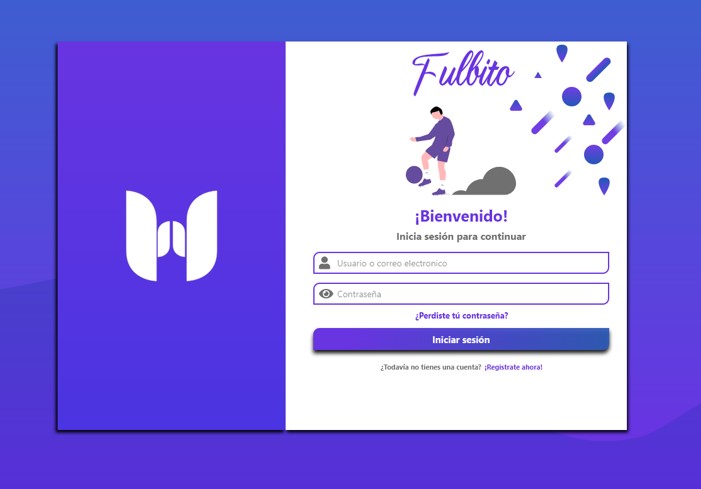 Fulbito
¡Bienvenido!
Inicia sesión para continuar
Usuario o correo electronico
Contraseña
¿Perdiste tú contraseña?
Iniciar sesión
¿Todavía no tienes una cuenta? ¡Regístrate ahora!